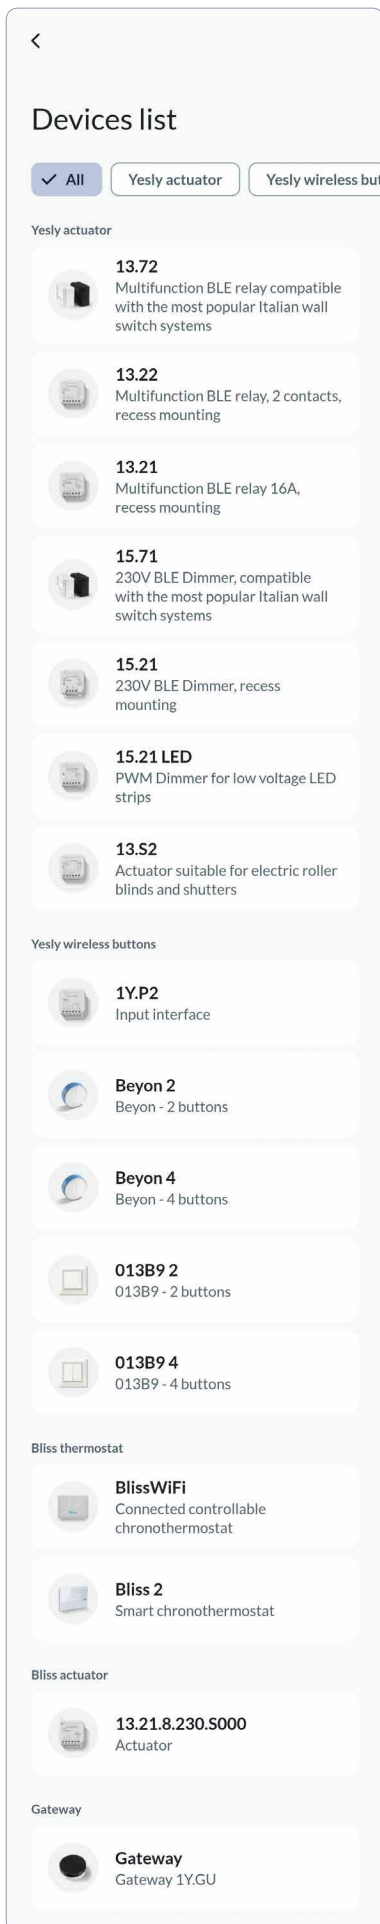 Devices list
All
Yesly actuator
Yesly wireless but
Yesly actuator
13.72
Multifunction BLE relay compatible
with the most popular Italian wall
switch systems
13.22
Multifunction BLE relay, 2 contacts,
recess mounting
13.21
Multifunction BLE relay 16A,
recess mounting
15.71
230V BLE Dimmer, compatible
with the most popular Italian wall
switch systems
15.21
230V BLE Dimmer, recess
mounting
15.21 LED
PWM Dimmer for low voltage LED
strips
13.S2
Actuator suitable for electric roller
blinds and shutters
Yesly wireless buttons
1Y.P2
Input interface
Beyon 2
Beyon - 2 buttons
Beyon 4
Beyon - 4 buttons
013B9 2
013B9 - 2 buttons
013B9 4
013B9 - 4 buttons
Bliss thermostat
BlissWiFi
Connected controllable
chronothermostat
Bliss 2
Smart chronothermostat
Bliss actuator
13.21.8.230.S000
Actuator
Gateway
Gateway
Gateway 1Y.GU